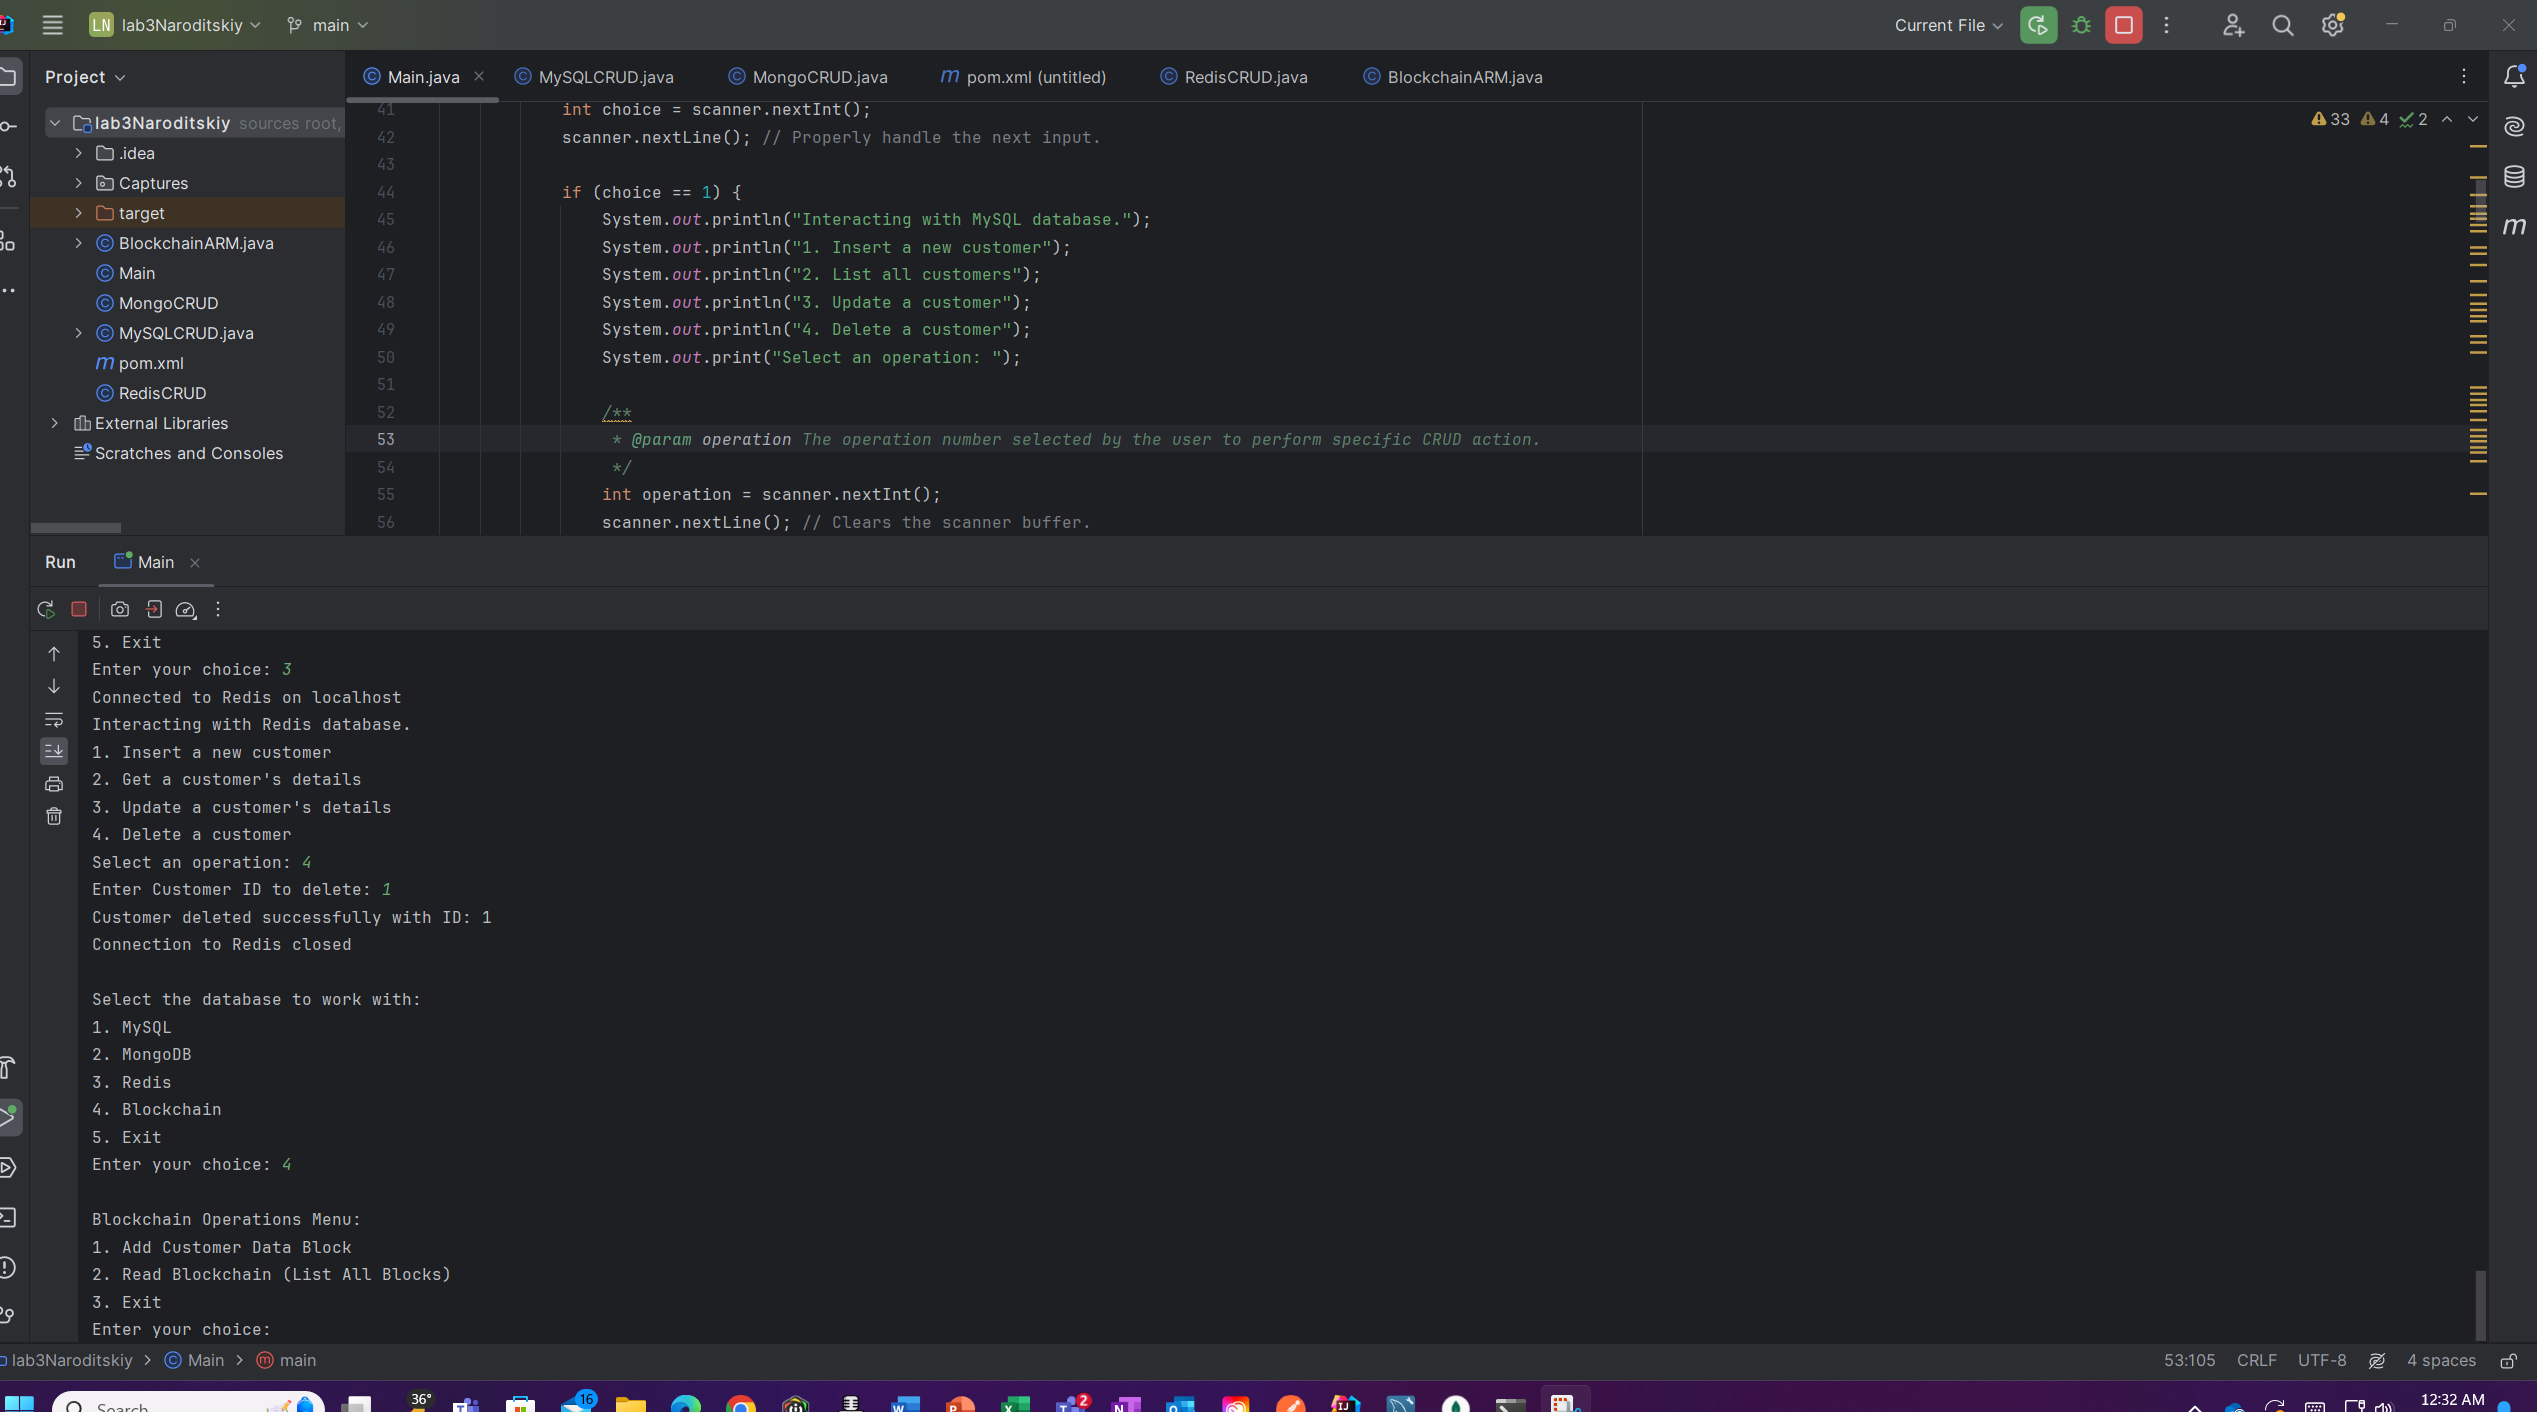 LN lab3Naroditskiy main Current File
Project
Main.java MySQLCRUD.java MongoCRUD.java m pom.xml (untitled) RedisCRUD.java BlockchainARM.java
lab3Naroditskiy sources root,
.idea
Captures
target
BlockchainARM.java
Main
MongoCRUD
MySQLCRUD.java
m pom.xml
RedisCRUD
External Libraries
Scratches and Consoles
33 4 2
41 int choice = scanner.nextInt();
42 scanner.nextLine(); // Properly handle the next input.
43
44 if (choice == 1) {
45 System.out.println("Interacting with MySQL database.");
46 System.out.println("1. Insert a new customer");
47 System.out.println("2. List all customers");
48 System.out.println("3. Update a customer");
49 System.out.println("4. Delete a customer");
50 System.out.print("Select an operation: ");
51
52 /**
53 * @param operation The operation number selected by the user to perform specific CRUD action.
54 */
55 int operation = scanner.nextInt();
56 scanner.nextLine(); // Clears the scanner buffer.
m
Run Main
5. Exit
Enter your choice: 3
Connected to Redis on localhost
Interacting with Redis database.
1. Insert a new customer
2. Get a customer's details
3. Update a customer's details
4. Delete a customer
Select an operation: 4
Enter Customer ID to delete: 1
Customer deleted successfully with ID: 1
Connection to Redis closed
Select the database to work with:
1. MySQL
2. MongoDB
3. Redis
4. Blockchain
5. Exit
Enter your choice: 4
Blockchain Operations Menu:
1. Add Customer Data Block
2. Read Blockchain (List All Blocks)
3. Exit
Enter your choice:
lab3Naroditskiy > Main > main 53:105 CRLF UTF-8 4 spaces
Search 36° 16 2 12:32 AM